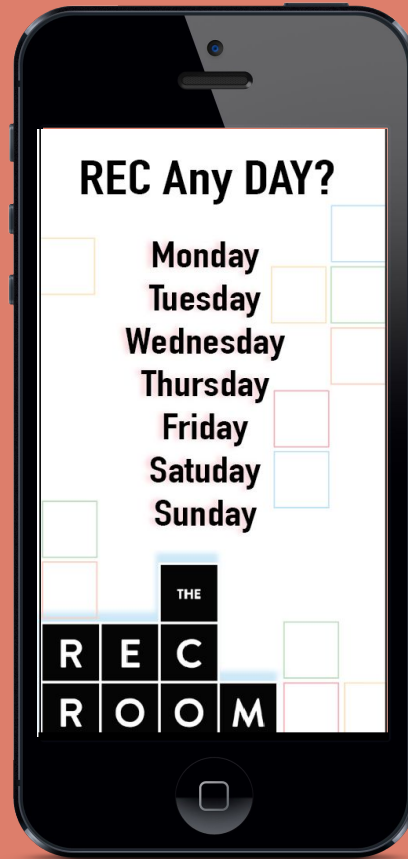 REC Any DAY?
Monday
Tuesday
Wednesday
Thursday
Friday
Satuday
Sunday
THE
REC
ROOM